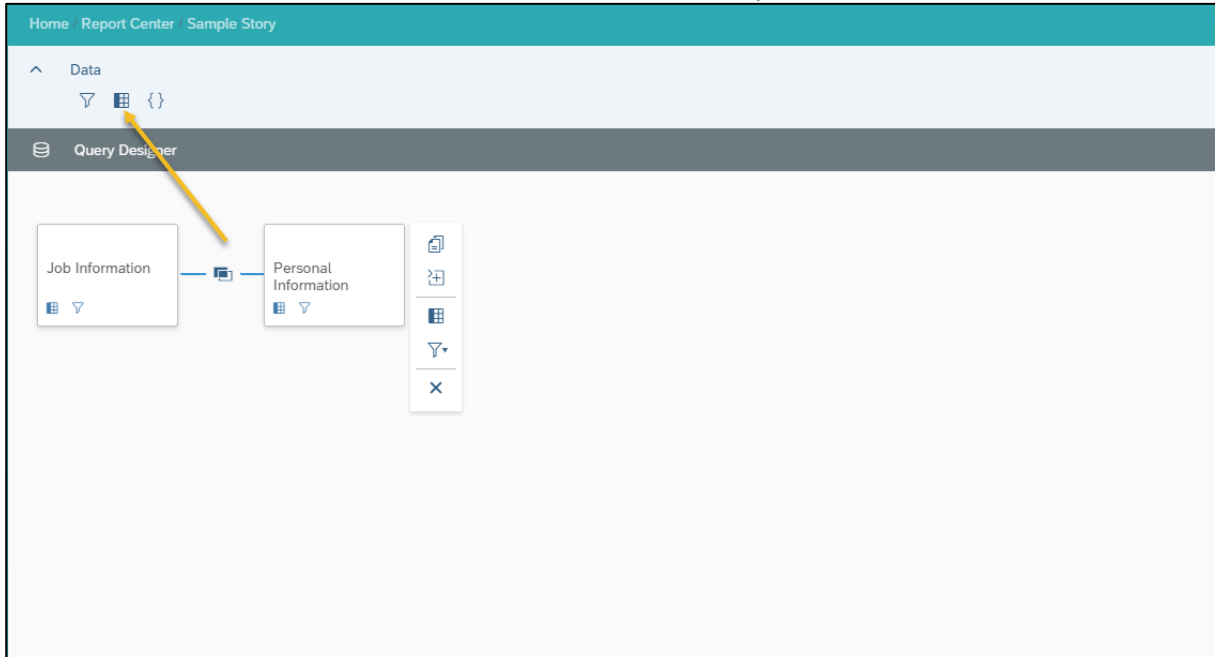 Home / Report Center / Sample Story
Data
{ }
Query Designer
Job Information
Personal
Information